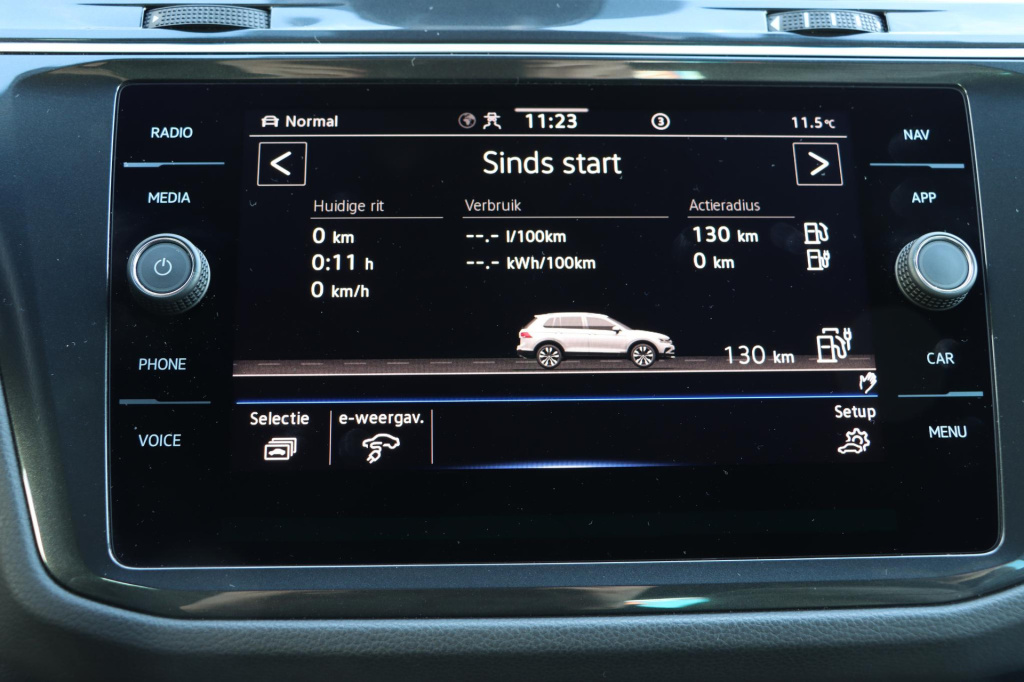 RADIO
MEDIA
PHONE
VOICE
Normal
11:23
3
11.5°C
<
Sinds start
>
Huidige rit
Verbruik
Actieradius
0 km
--.- l/100km
130 km
0:11 h
--.- kWh/100km
0 km
0 km/h
130 km
Selectie
e-weergav.
Setup
NAV
APP
CAR
MENU